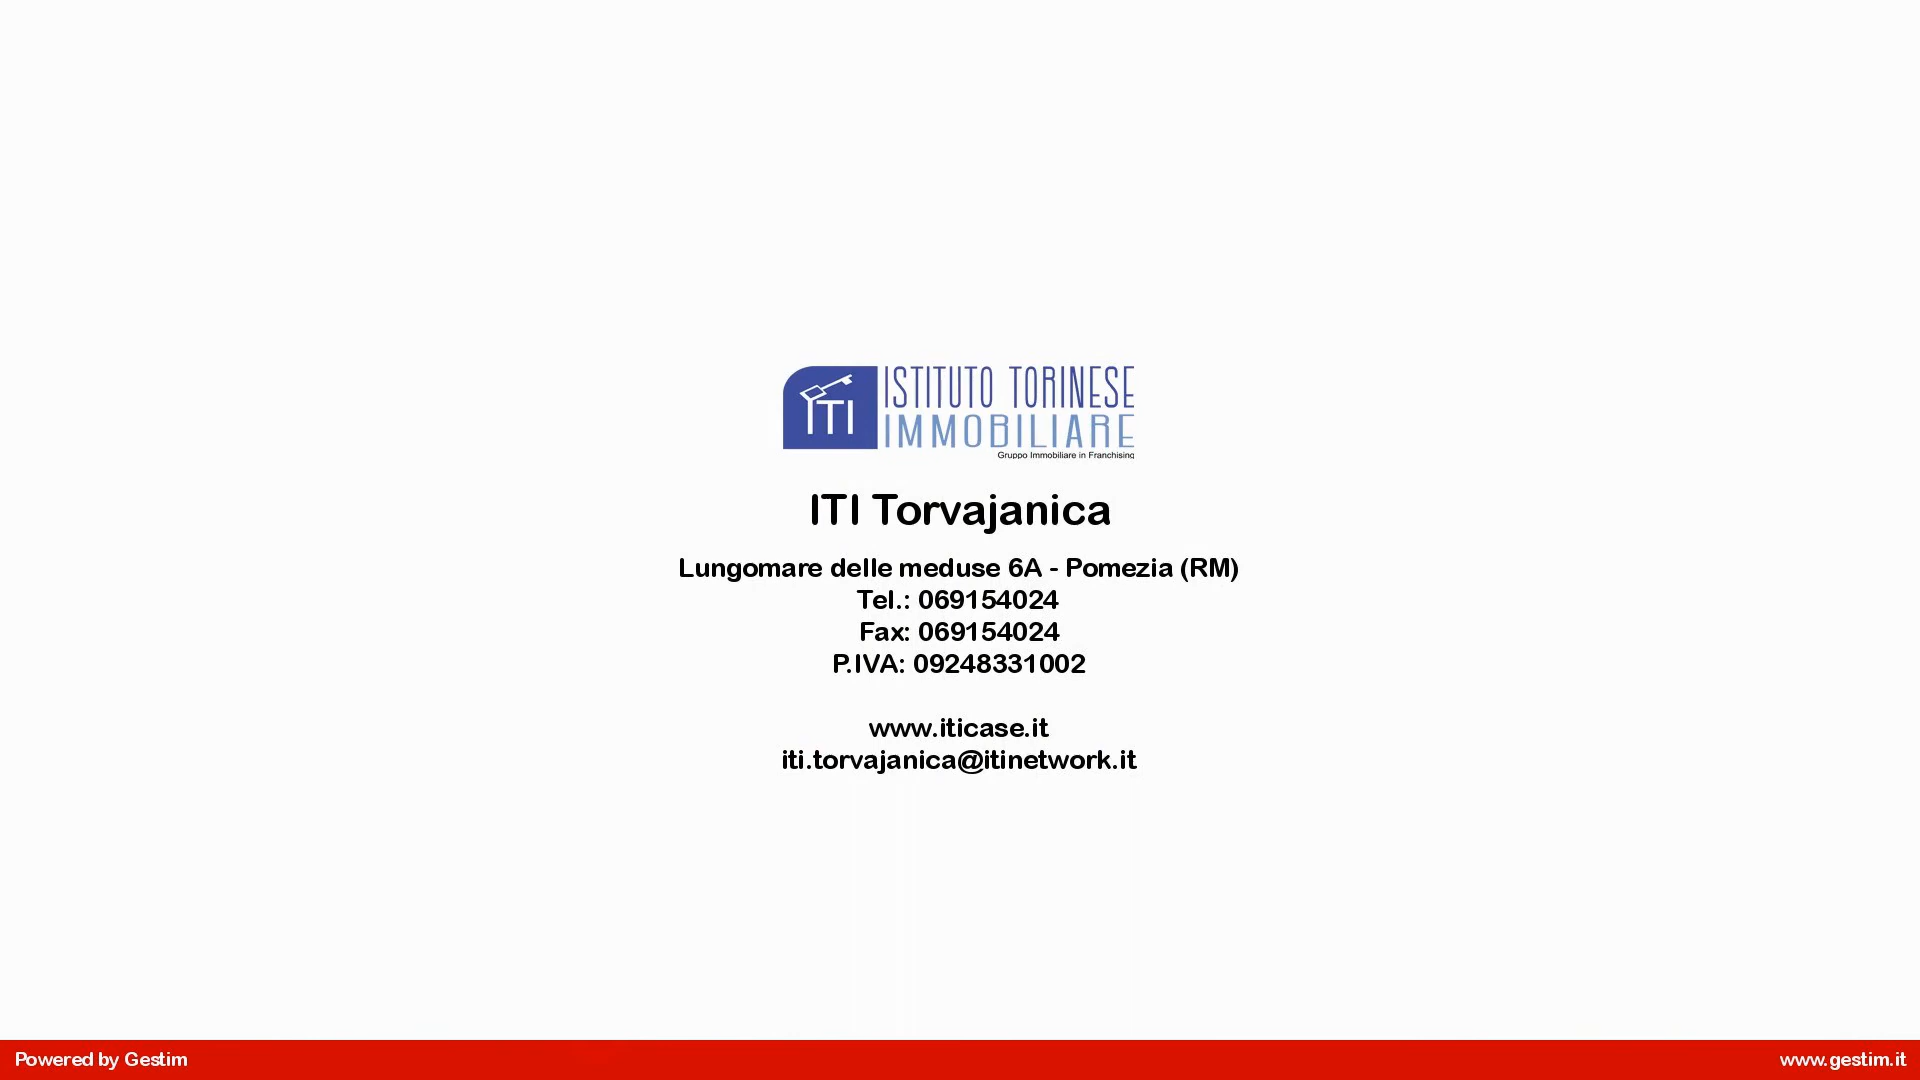 ITI
ISTITUTO TORINESE
IMMOBILIARE
Gruppo Immobiliare in Franchising
ITI Torvajanica
Lungomare delle meduse 6A - Pomezia (RM)
Tel.: 069154024
Fax: 069154024
P.IVA: 09248331002
www.iticase.it
iti.torvajanica@itinetwork.it
Powered by Gestim
www.gestim.it